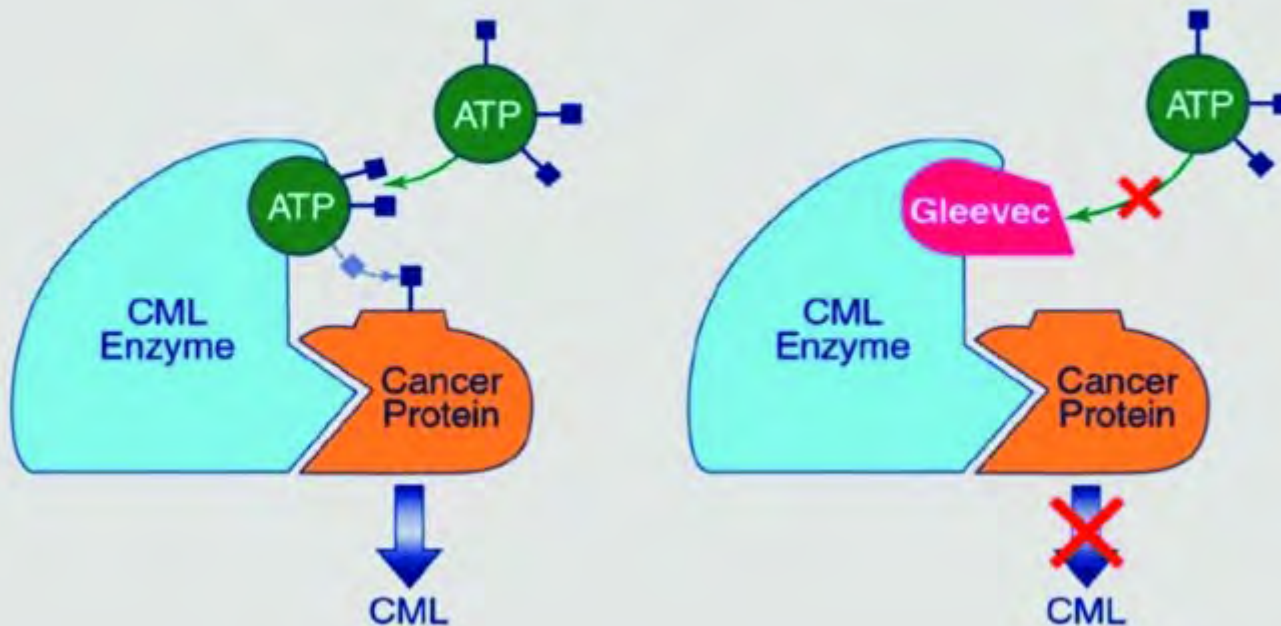 ATP
ATP
CML
Enzyme
Cancer
Protein
CML
ATP
Gleevec
CML
Enzyme
Cancer
Protein
CML